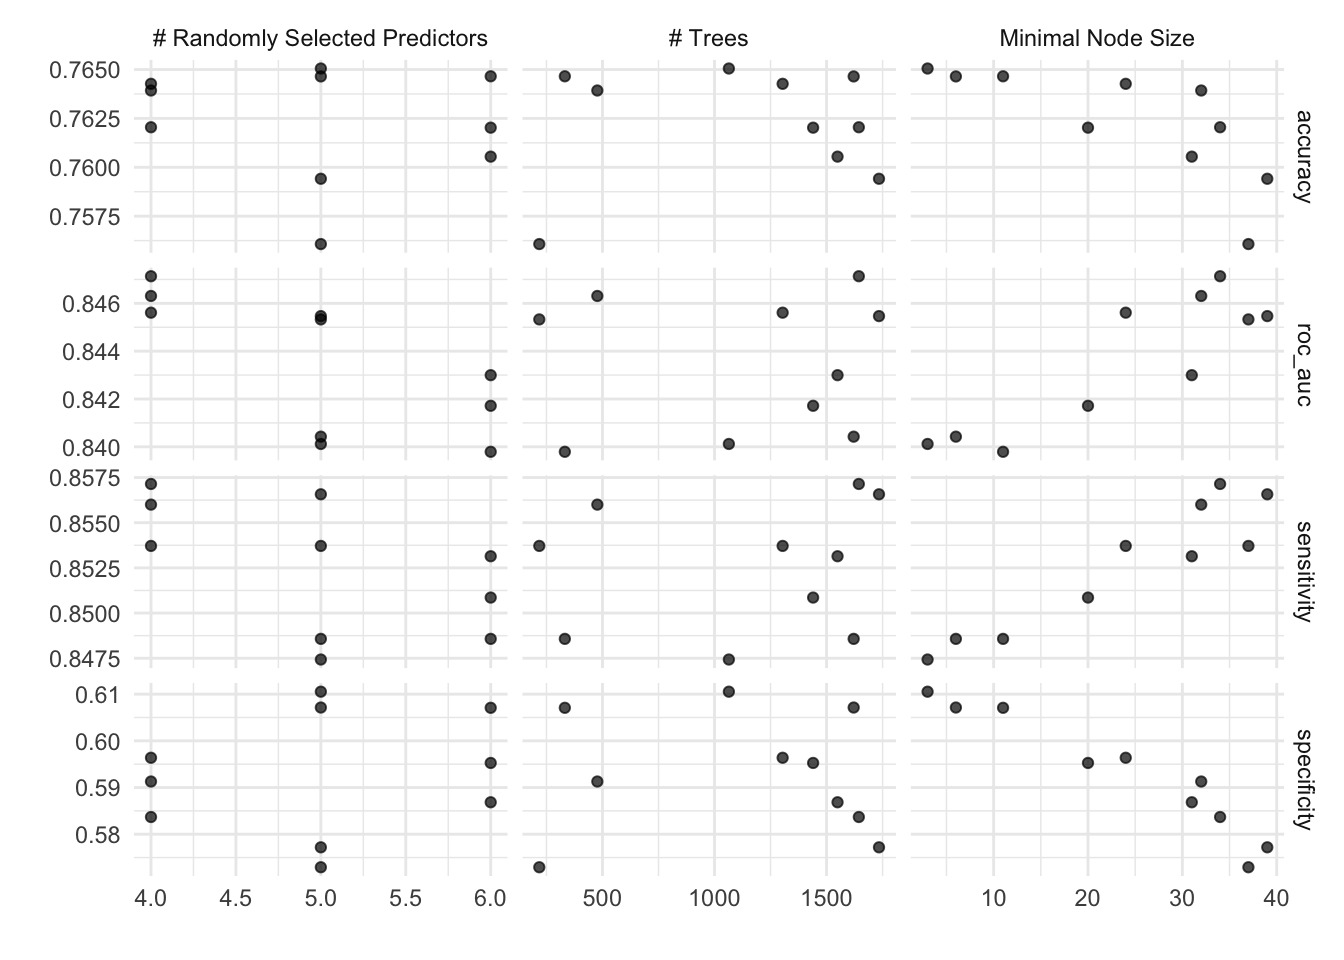 # Randomly Selected Predictors # Trees Minimal Node Size
0.7650
0.7625
0.7600
0.7575
accuracy
0.846
0.844
0.842
0.840
roc_auc
0.8575
0.8550
0.8525
0.8500
0.8475
sensitivity
0.61
0.60
0.59
0.58
specificity
4.0 4.5 5.0 5.5 6.0 500 1000 1500 10 20 30 40